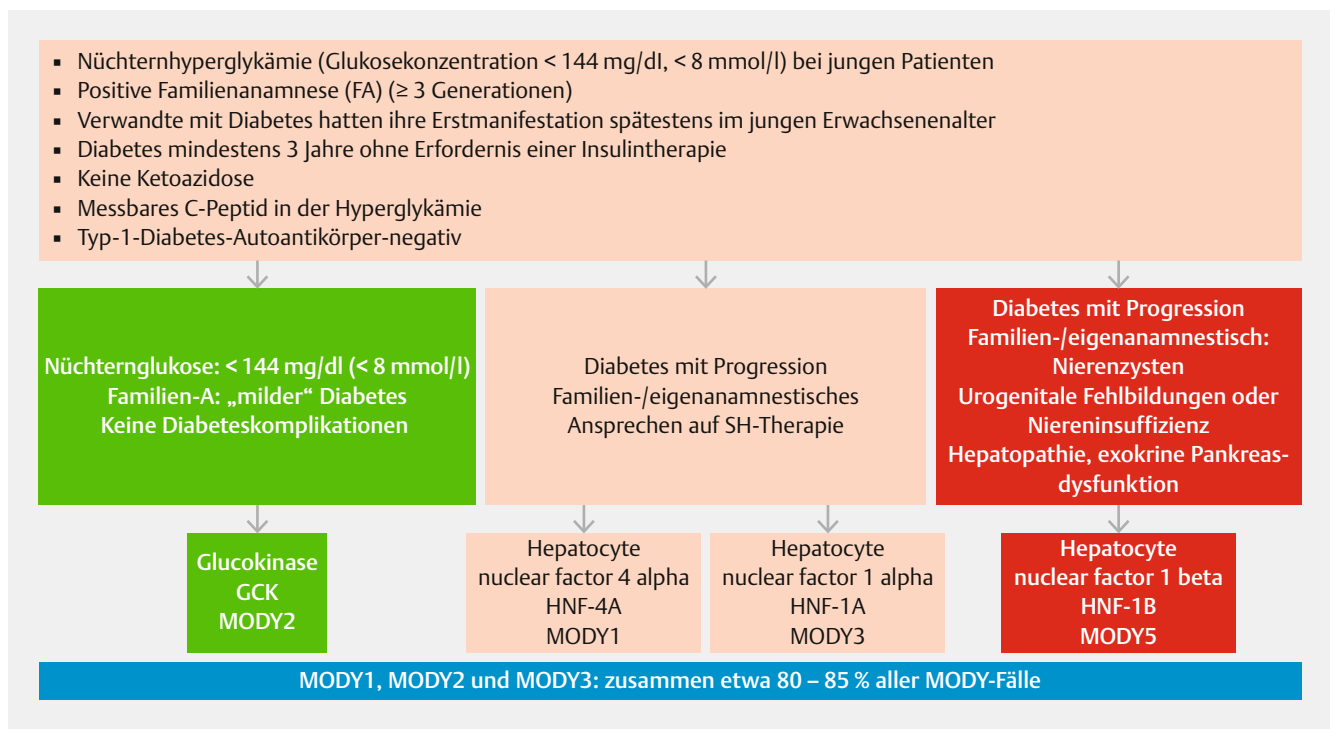 ▪ Nüchternhyperglykämie (Glukosekonzentration < 144 mg/dl, < 8 mmol/l) bei jungen Patienten
▪ Positive Familienanamnese (FA) (≥ 3 Generationen)
▪ Verwandte mit Diabetes hatten ihre Erstmanifestation spätestens im jungen Erwachsenenalter
▪ Diabetes mindestens 3 Jahre ohne Erfordernis einer Insulintherapie
▪ Keine Ketoazidose
▪ Messbares C-Peptid in der Hyperglykämie
▪ Typ-1-Diabetes-Autoantikörper-negativ
Nüchternglukose: < 144 mg/dl (< 8 mmol/l)
Familien-A: „milder“ Diabetes
Keine Diabeteskomplikationen
Diabetes mit Progression
Familien-/eigenanamnestisches
Ansprechen auf SH-Therapie
Diabetes mit Progression
Familien-/eigenanamnestisch:
Nierenzysten
Urogenitale Fehlbildungen oder
Niereninsuffizienz
Hepatopathie, exokrine Pankreas-
dysfunktion
Glucokinase
GCK
MODY2
Hepatocyte
nuclear factor 4 alpha
HNF-4A
MODY1
Hepatocyte
nuclear factor 1 alpha
HNF-1A
MODY3
Hepatocyte
nuclear factor 1 beta
HNF-1B
MODY5
MODY1, MODY2 und MODY3: zusammen etwa 80 – 85 % aller MODY-Fälle